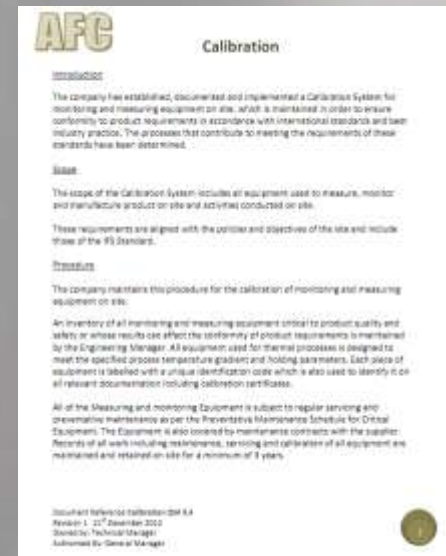 AFC
Calibration
Introduction
The company has established, documented and implemented a Calibration System for
monitoring and measuring equipment on site, which is maintained in order to ensure
conformity to product requirements in accordance with international standards and best
industry practice. The processes that contribute to meeting the requirements of these
standards have been determined.
Scope
The scope of the Calibration System includes all equipment used to measure, monitor
and manufacture product on site and activities conducted on site.
These requirements are aligned with the policies and objectives of the site and include
those of the IFS Standard.
Procedure
The company maintains this procedure for the calibration of monitoring and measuring
equipment on site.
An inventory of all monitoring and measuring equipment critical to product quality and
safety or whose results can affect the conformity of product requirements is maintained
by the Engineering Manager. All equipment used for thermal processes is designed to
meet the specified process temperature gradient and holding parameters. Each piece of
equipment is labelled with a unique identification code which is also used to identify it on
all relevant documentation including calibration certificates.
All of the Measuring and monitoring Equipment is subject to regular servicing and
preventative maintenance as per the Preventative Maintenance Schedule for Critical
Equipment. The Equipment is also covered by maintenance contracts with the supplier.
Records of all work including maintenance, servicing and calibration of all equipment are
maintained and retained on site for a minimum of 3 years.
Document Reference Calibration QM 5.4
Revision 1 21st December 2012
Owned by: Technical Manager
Authorised By: General Manager